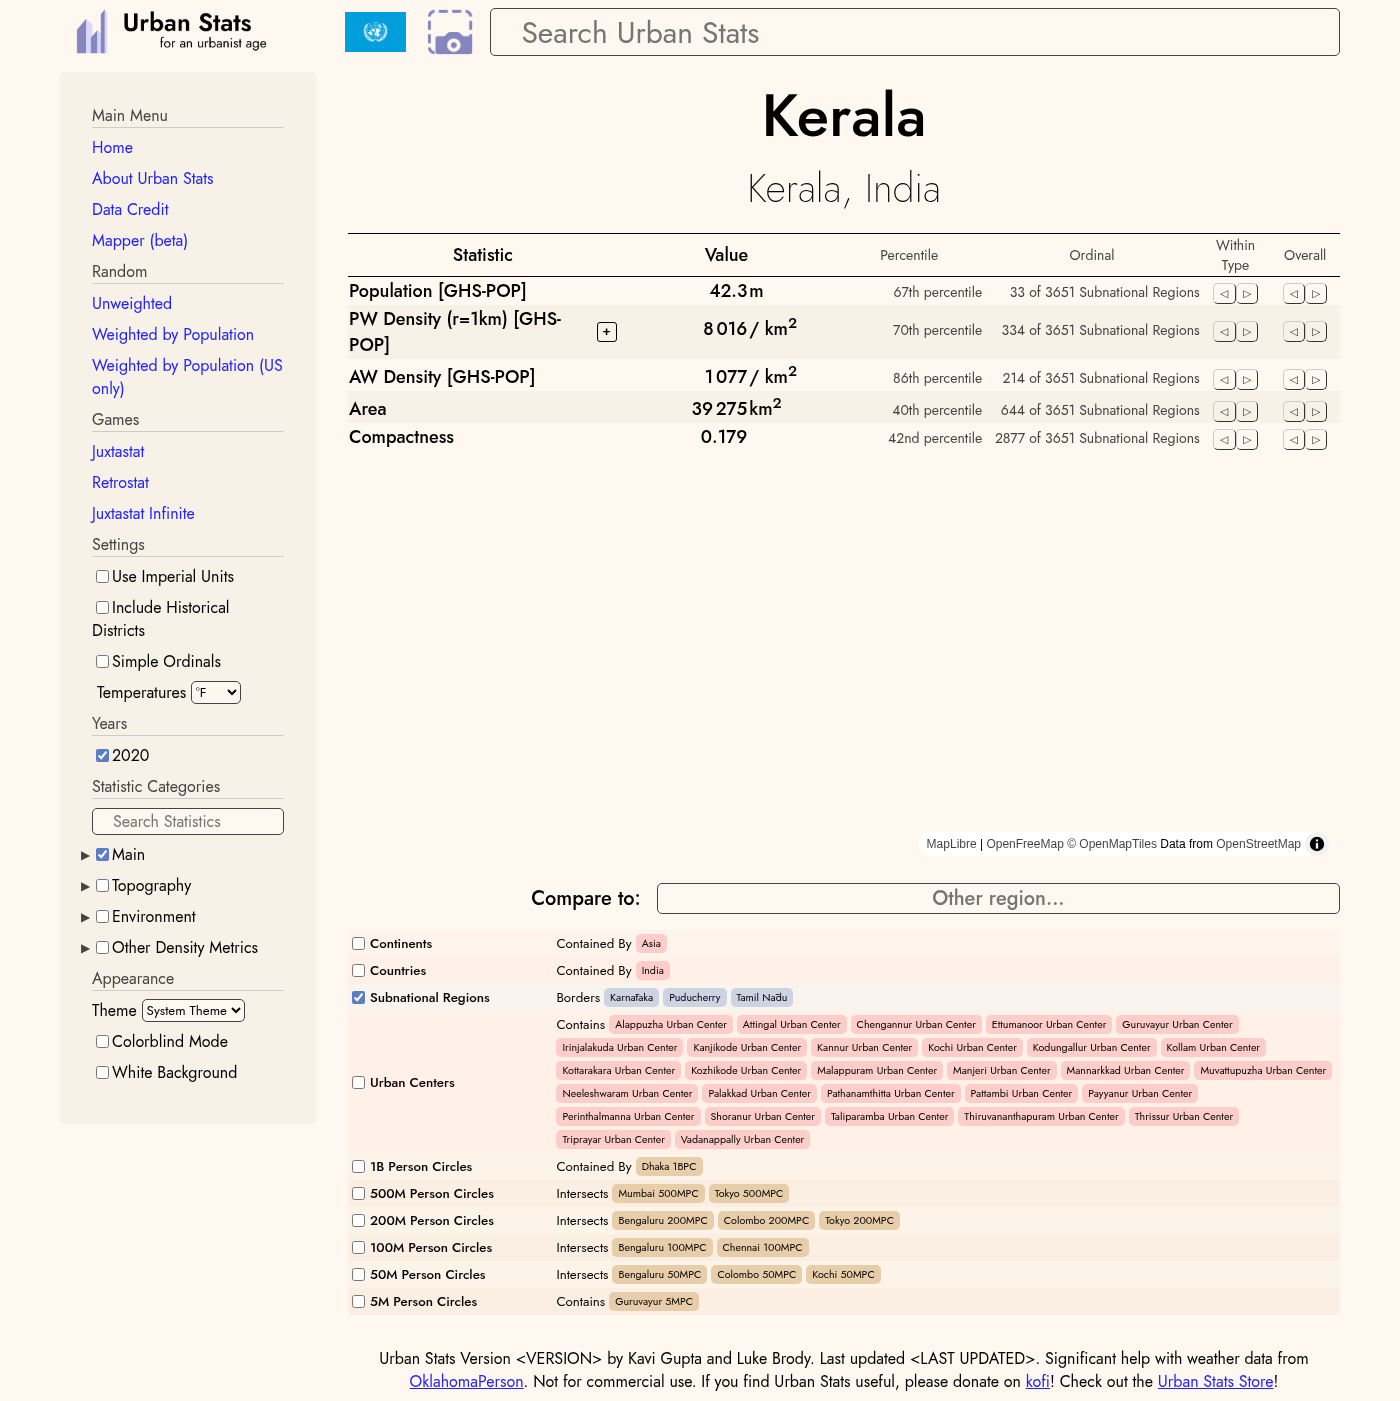 Urban Stats
for an urbanist age
Search Urban Stats
Main Menu
Home
About Urban Stats
Data Credit
Mapper (beta)
Random
Unweighted
Weighted by Population
Weighted by Population (US
only)
Games
Juxtastat
Retrostat
Juxtastat Infinite
Settings
Use Imperial Units
Include Historical
Districts
Simple Ordinals
Temperatures °F
Years
2020
Statistic Categories
Search Statistics
Main
Topography
Environment
Other Density Metrics
Appearance
Theme System Theme
Colorblind Mode
White Background
Kerala
Kerala, India
Statistic Value Percentile Ordinal Within Type Overall
Population [GHS-POP] 42.3 m 67th percentile 33 of 3651 Subnational Regions
PW Density (r=1km) [GHS-
POP] + 8 016 / km² 70th percentile 334 of 3651 Subnational Regions
AW Density [GHS-POP] 1 077 / km² 86th percentile 214 of 3651 Subnational Regions
Area 39 275 km² 40th percentile 644 of 3651 Subnational Regions
Compactness 0.179 42nd percentile 2877 of 3651 Subnational Regions
MapLibre | OpenFreeMap © OpenMapTiles Data from OpenStreetMap
Compare to: Other region...
Continents Contained By Asia
Countries Contained By India
Subnational Regions Borders Karnātaka Puducherry Tamil Nādu
Contains Alappuzha Urban Center Attingal Urban Center Chengannur Urban Center Ettumanoor Urban Center Guruvayur Urban Center
Irinjalakuda Urban Center Kanjikode Urban Center Kannur Urban Center Kochi Urban Center Kodungallur Urban Center Kollam Urban Center
Kottarakara Urban Center Kozhikode Urban Center Malappuram Urban Center Manjeri Urban Center Mannarkkad Urban Center Muvattupuzha Urban Center
Urban Centers
Neeleshwaram Urban Center Palakkad Urban Center Pathanamthitta Urban Center Pattambi Urban Center Payyanur Urban Center
Perinthalmanna Urban Center Shoranur Urban Center Taliparamba Urban Center Thiruvananthapuram Urban Center Thrissur Urban Center
Triprayar Urban Center Vadanappally Urban Center
1B Person Circles Contained By Dhaka 1BPC
500M Person Circles Intersects Mumbai 500MPC Tokyo 500MPC
200M Person Circles Intersects Bengaluru 200MPC Colombo 200MPC Tokyo 200MPC
100M Person Circles Intersects Bengaluru 100MPC Chennai 100MPC
50M Person Circles Intersects Bengaluru 50MPC Colombo 50MPC Kochi 50MPC
5M Person Circles Contains Guruvayur 5MPC
Urban Stats Version <VERSION> by Kavi Gupta and Luke Brody. Last updated <LAST UPDATED>. Significant help with weather data from
OklahomaPerson. Not for commercial use. If you find Urban Stats useful, please donate on kofi! Check out the Urban Stats Store!